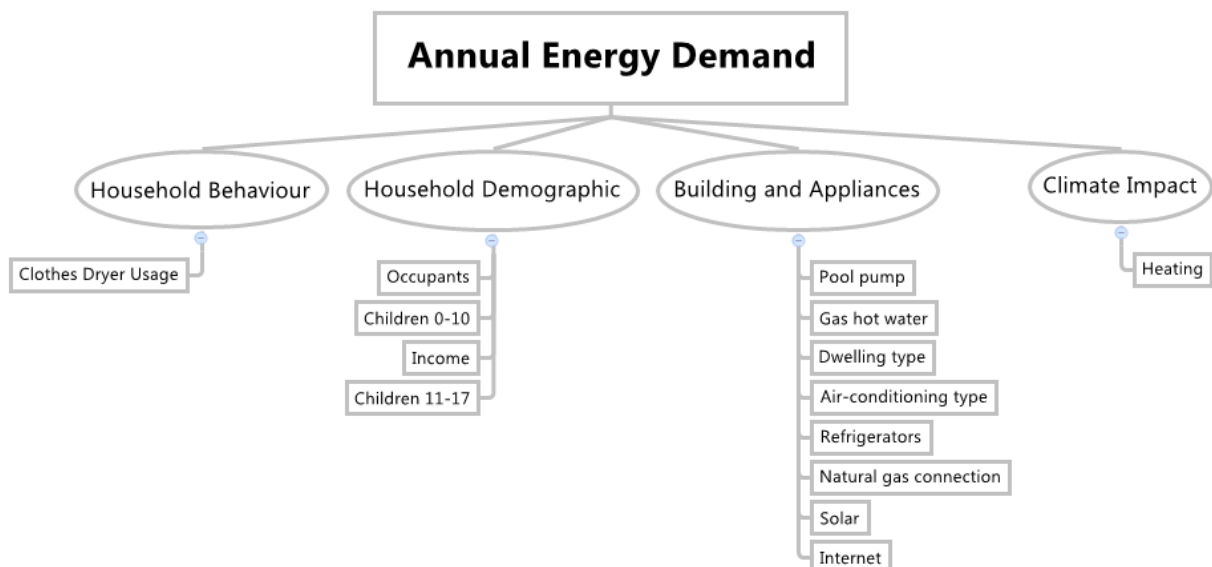 Annual Energy Demand
Household Behaviour
Household Demographic
Building and Appliances
Climate Impact
Clothes Dryer Usage
Occupants
Children 0-10
Income
Children 11-17
Pool pump
Gas hot water
Dwelling type
Air-conditioning type
Refrigerators
Natural gas connection
Solar
Internet
Heating